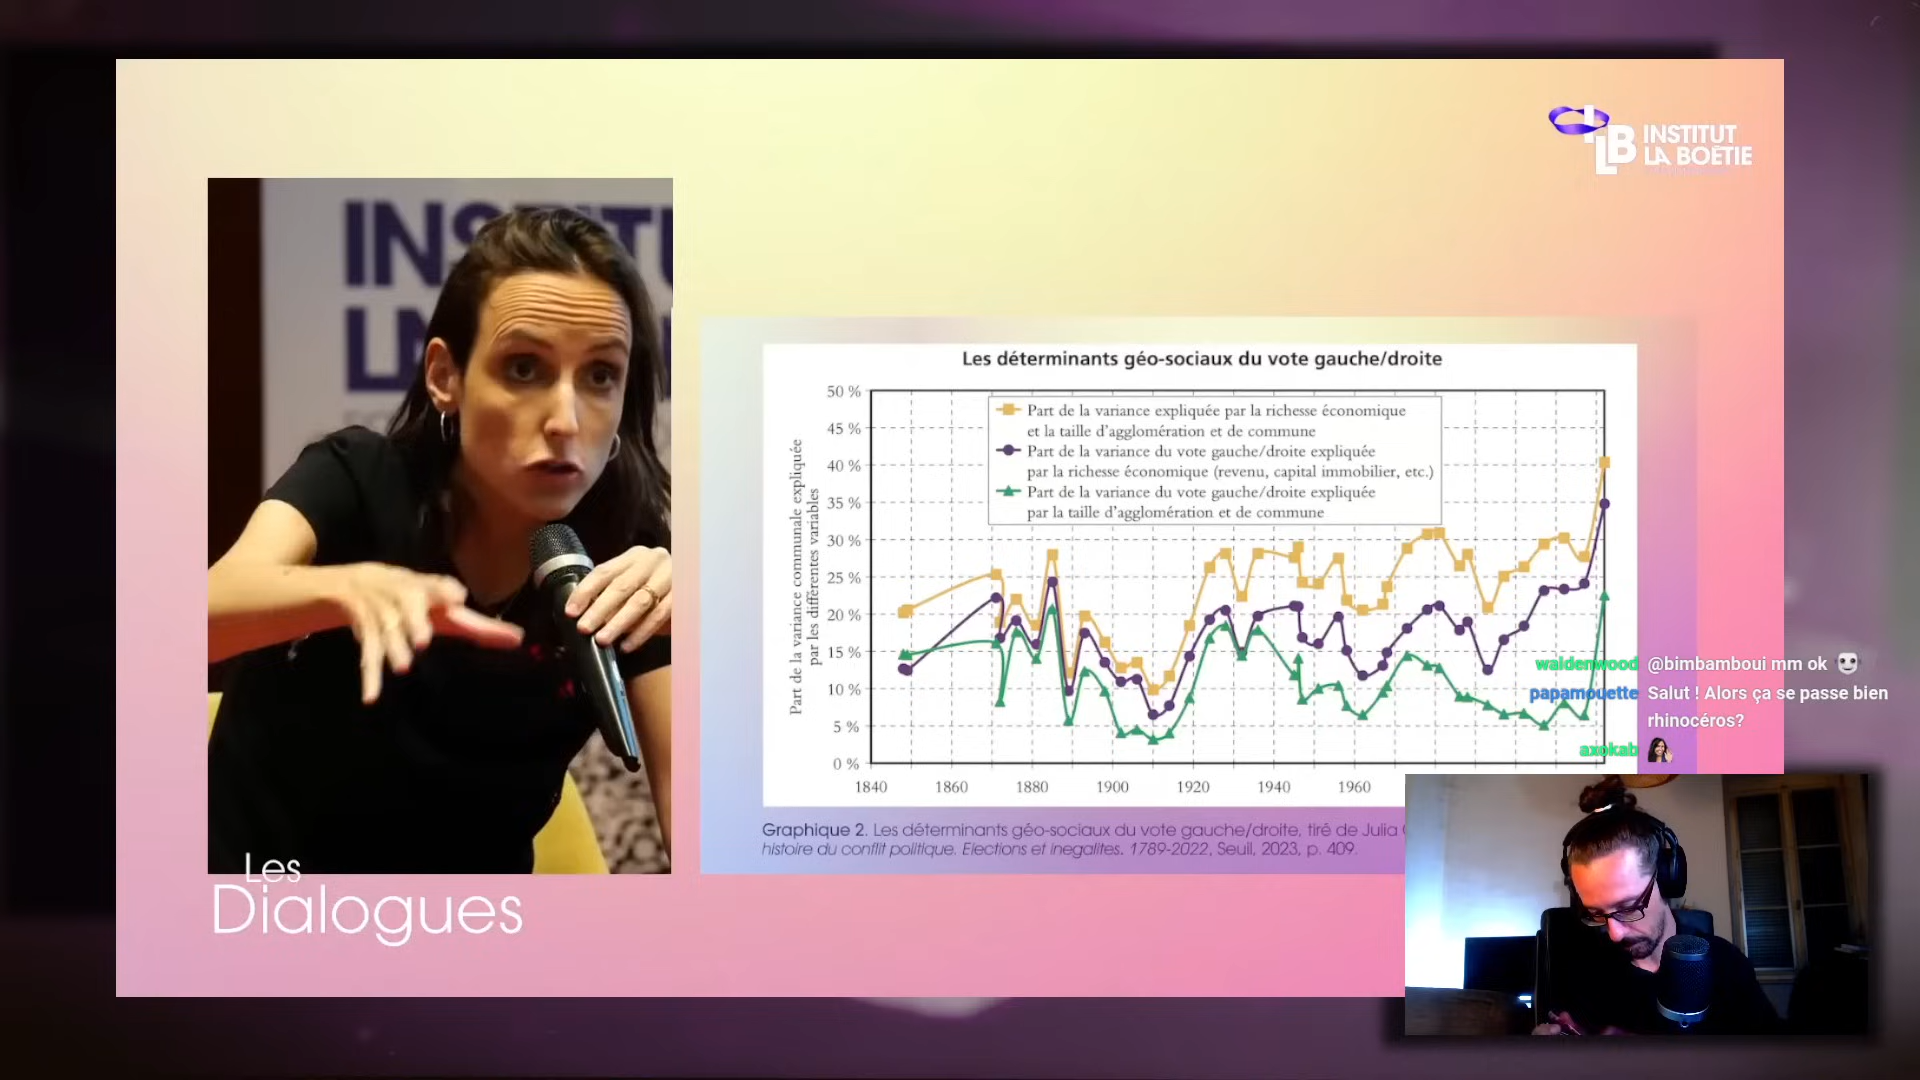 INSTITUT
LA BOÉTIE
ILB
INSTITU
LA
Les
Dialogues
Les déterminants géo-sociaux du vote gauche/droite
Part de la variance communale expliquée
par les différentes variables
50 %
45 %
40 %
35 %
30 %
25 %
20 %
15 %
10 %
5 %
0 %
Part de la variance expliquée par la richesse économique
et la taille d’agglomération et de commune
Part de la variance du vote gauche/droite expliquée
par la richesse économique (revenu, capital immobilier, etc.)
Part de la variance du vote gauche/droite expliquée
par la taille d’agglomération et de commune
1840 1860 1880 1900 1920 1940 1960
Graphique 2. Les déterminants géo-sociaux du vote gauche/droite, tiré de Julia
histoire du conflit politique. Elections et inegalites. 1789-2022, Seuil, 2023, p. 409.
waldenwood @bimbamboui mm ok
papamouette Salut ! Alors ça se passe bien
rhinocéros?
axokab